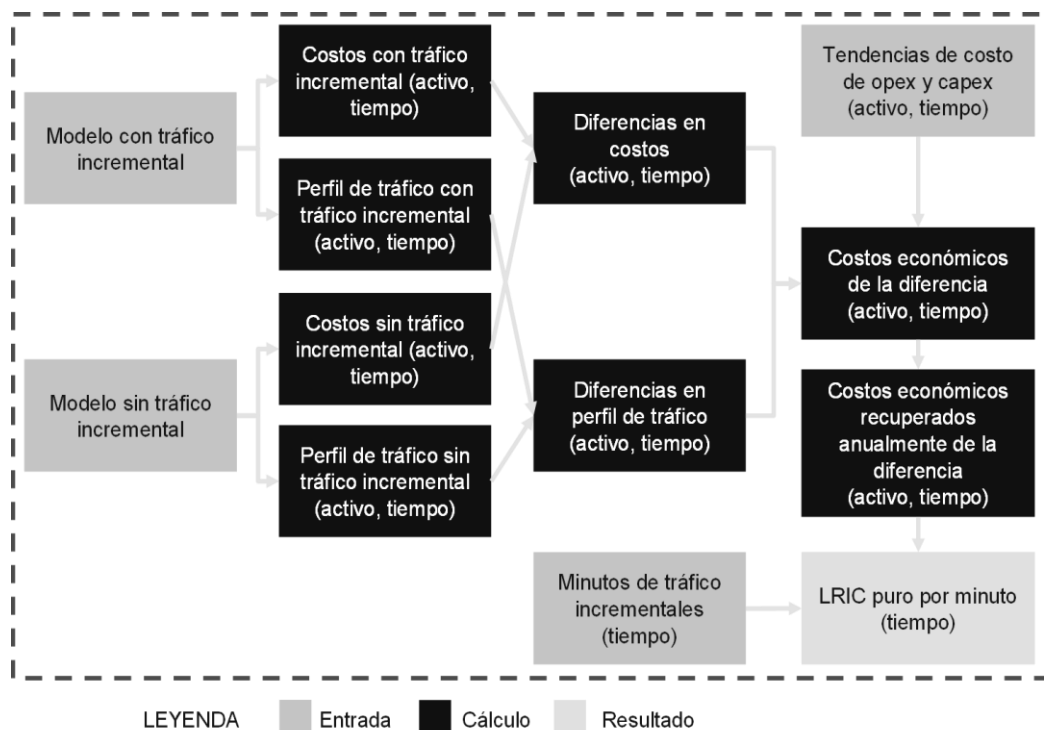 Modelo con tráfico
incremental
Modelo sin tráfico
incremental
Costos con tráfico
incremental (activo,
tiempo)
Perfil de tráfico con
tráfico incremental
(activo, tiempo)
Costos sin tráfico
incremental (activo,
tiempo)
Perfil de tráfico sin
tráfico incremental
(activo, tiempo)
Diferencias en
costos
(activo, tiempo)
Diferencias en
perfil de tráfico
(activo, tiempo)
Minutos de tráfico
incrementales
(tiempo)
Tendencias de costo
de opex y capex
(activo, tiempo)
Costos económicos
de la diferencia
(activo, tiempo)
Costos económicos
recuperados
anualmente de la
diferencia
(activo, tiempo)
LRIC puro por minuto
(tiempo)
LEYENDA Entrada Cálculo Resultado